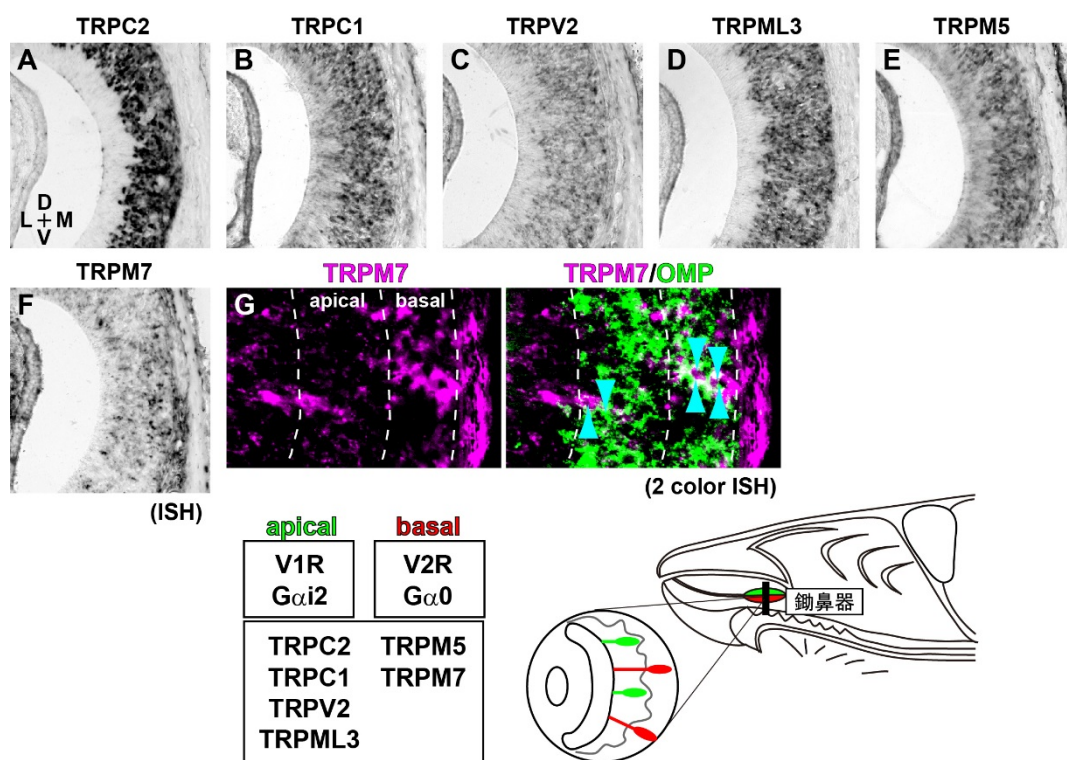 TRPC2
TRPC1
TRPV2
TRPML3
TRPM5
A
B
C
D
E
D
L + M
V
TRPM7
TRPM7
TRPM7/OMP
F
G
apical
basal
(ISH)
(2 color ISH)
apical
basal
V1R
V2R
Gαi2
Gα0
TRPC2
TRPM5
TRPC1
TRPM7
TRPV2
TRPML3
鋤鼻器